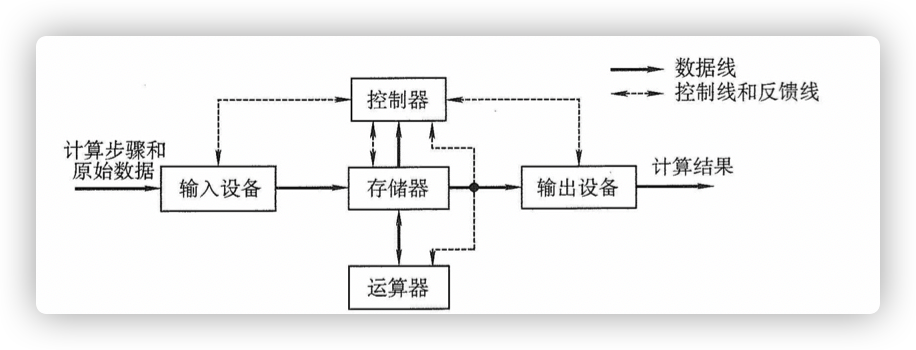 数据线
控制线和反馈线
控制器
计算步骤和
原始数据
输入设备
存储器
输出设备
计算结果
运算器